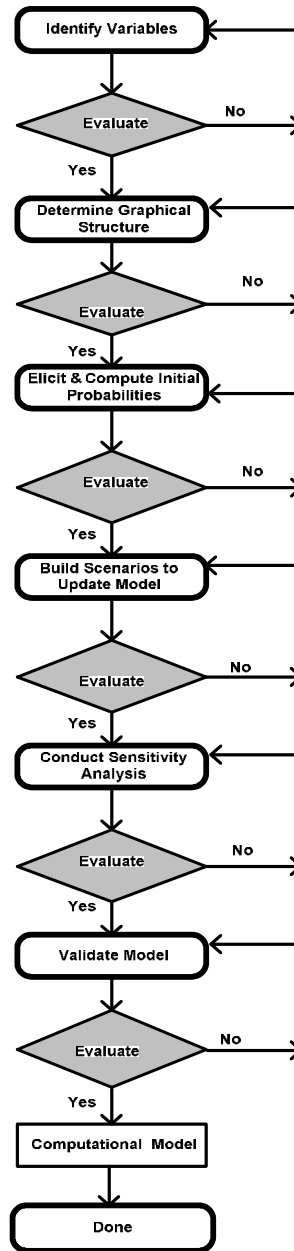 Identify Variables
Evaluate
No
Yes
Determine Graphical
Structure
No
Evaluate
Yes
Elicit & Compute Initial
Probabilities
No
Evaluate
Yes
Build Scenarios to
Update Model
No
Evaluate
Yes
Conduct Sensitivity
Analysis
No
Evaluate
Yes
Validate Model
No
Evaluate
Yes
Computational Model
Done